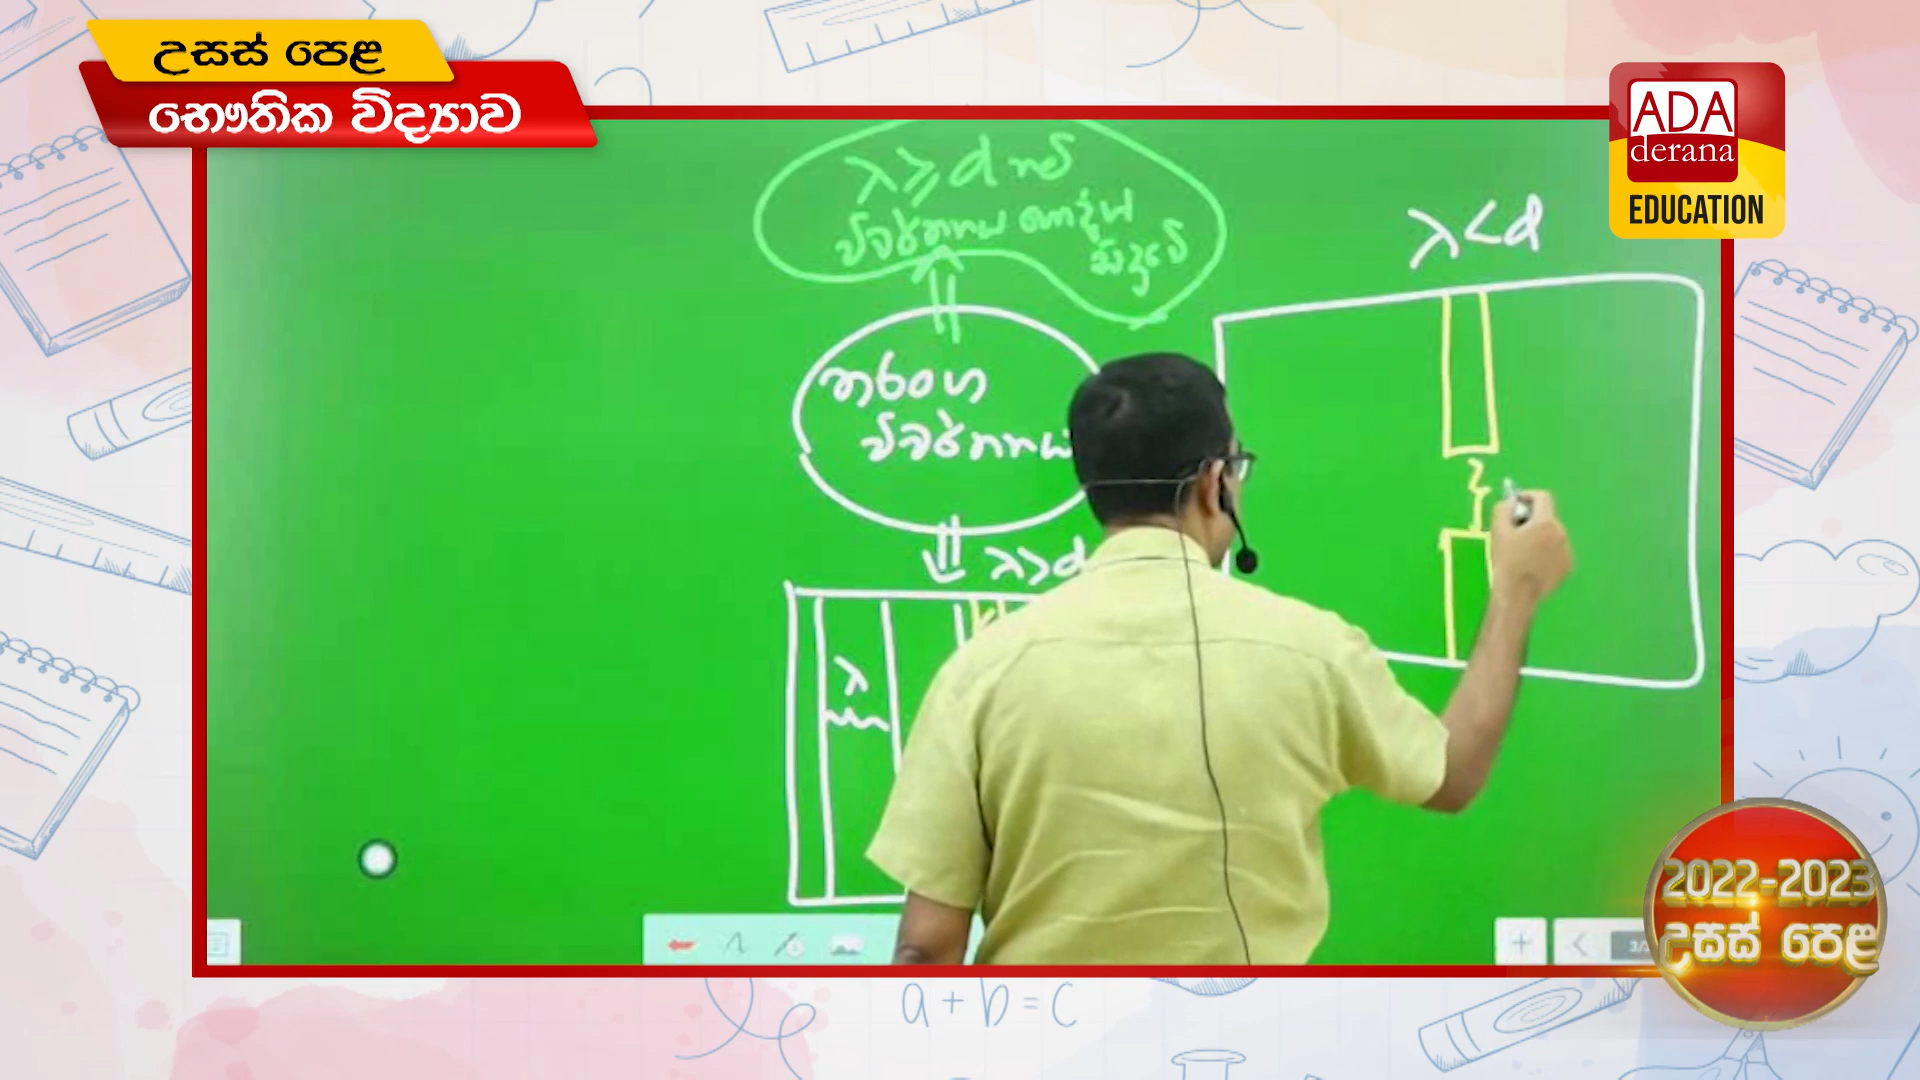 උසස් පෙළ
භෞතික විද්‍යාව
ADA
derana
EDUCATION
λ ⩾ d නම්
විවර්තනය හොඳින්
සිදුවේ
λ < d
තරංග
විවර්තනය
λ > d
λ
a + b = c
2022-2023
උසස් පෙළ